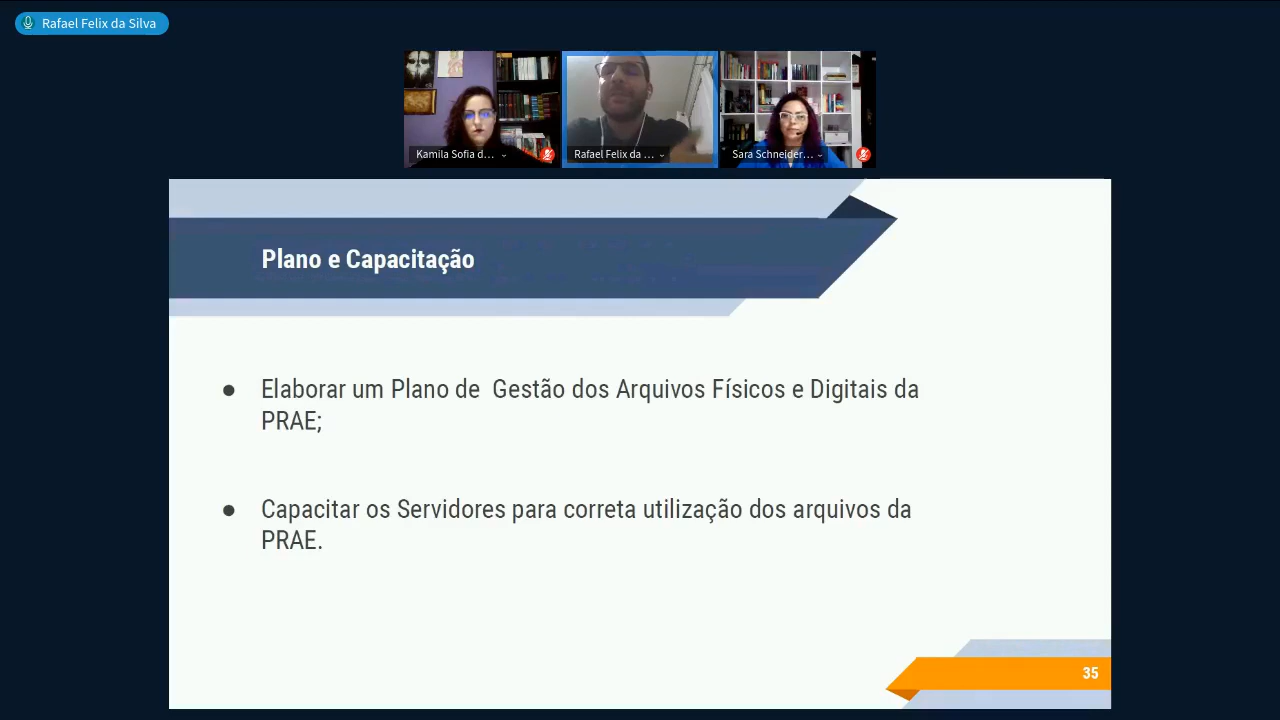 Rafael Felix da Silva
Kamila Sofia d...
Rafael Felix da ...
Sara Schneider...
Plano e Capacitação
● Elaborar um Plano de Gestão dos Arquivos Físicos e Digitais da
PRAE;
● Capacitar os Servidores para correta utilização dos arquivos da
PRAE.
35